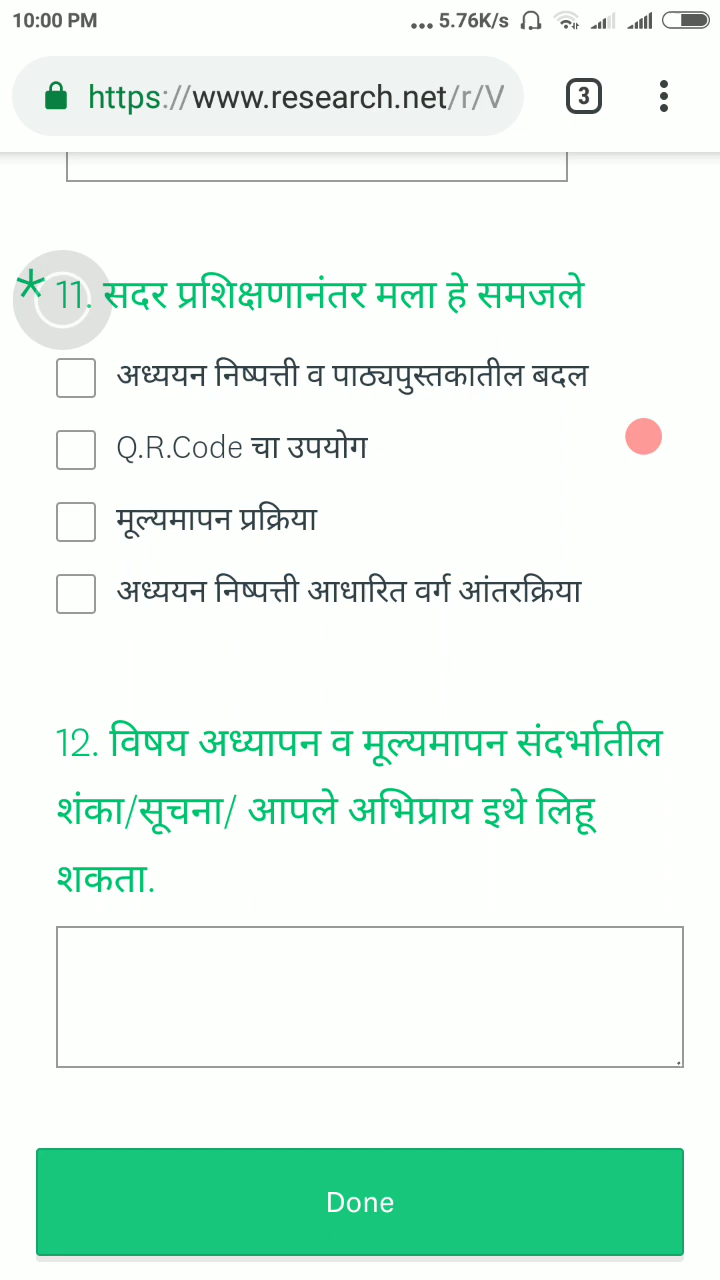 10:00 PM ... 5.76K/s
https://www.research.net/r/V 3
* 11. सदर प्रशिक्षणानंतर मला हे समजले
अध्ययन निष्पत्ती व पाठ्यपुस्तकातील बदल
Q.R.Code चा उपयोग
मूल्यमापन प्रक्रिया
अध्ययन निष्पत्ती आधारित वर्ग आंतरक्रिया
12. विषय अध्यापन व मूल्यमापन संदर्भातील
शंका/सूचना/ आपले अभिप्राय इथे लिहू
शकता.
Done